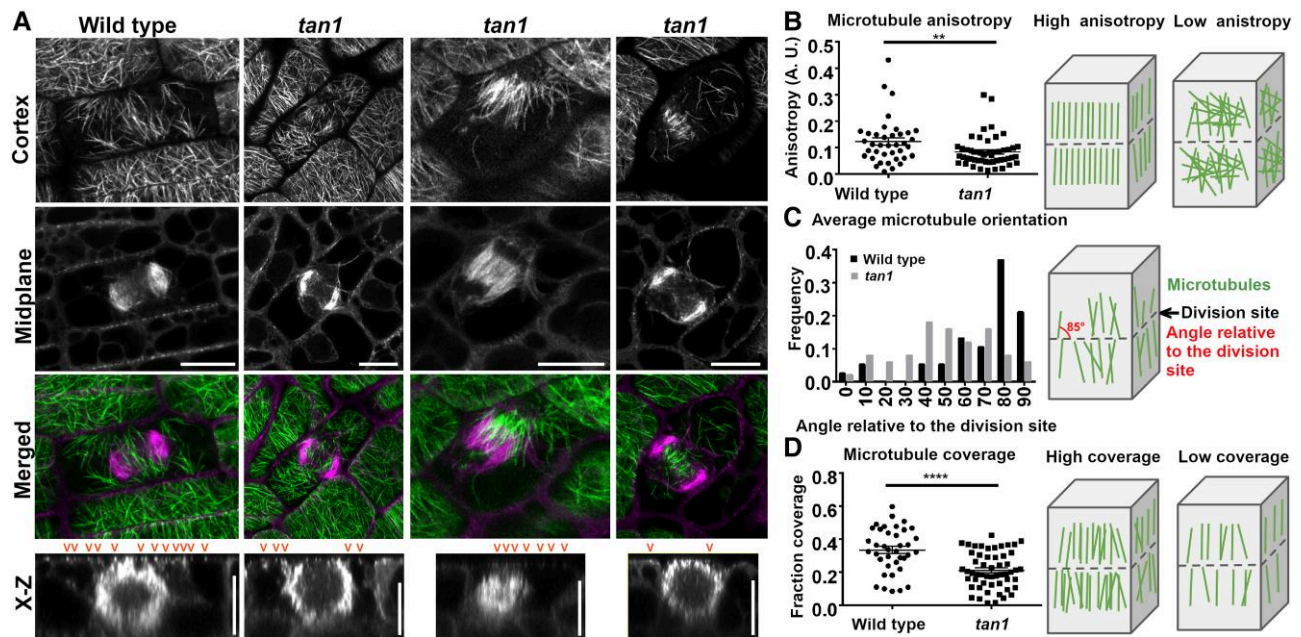 A
Wild type
tan1
tan1
tan1
Cortex
Midplane
Merged
X-Z
v v v v v v v v v v v v
v v v v v
v v v v v v v
v v
B
Microtubule anisotropy
**
Anisotropy (A. U.)
0.5
0.4
0.3
0.2
0.1
0.0
Wild type
tan1
High anisotropy
Low anistropy
C
Average microtubule orientation
Frequency
0.4
0.2
0.1
0.0
Wild type
tan1
0 10 20 30 40 50 60 70 80 90
Angle relative to the division site
85°
Microtubules
Division site
Angle relative
to the division
site
D
Microtubule coverage
****
Fraction coverage
0.8
0.6
0.4
0.2
0.0
Wild type
tan1
High coverage
Low coverage